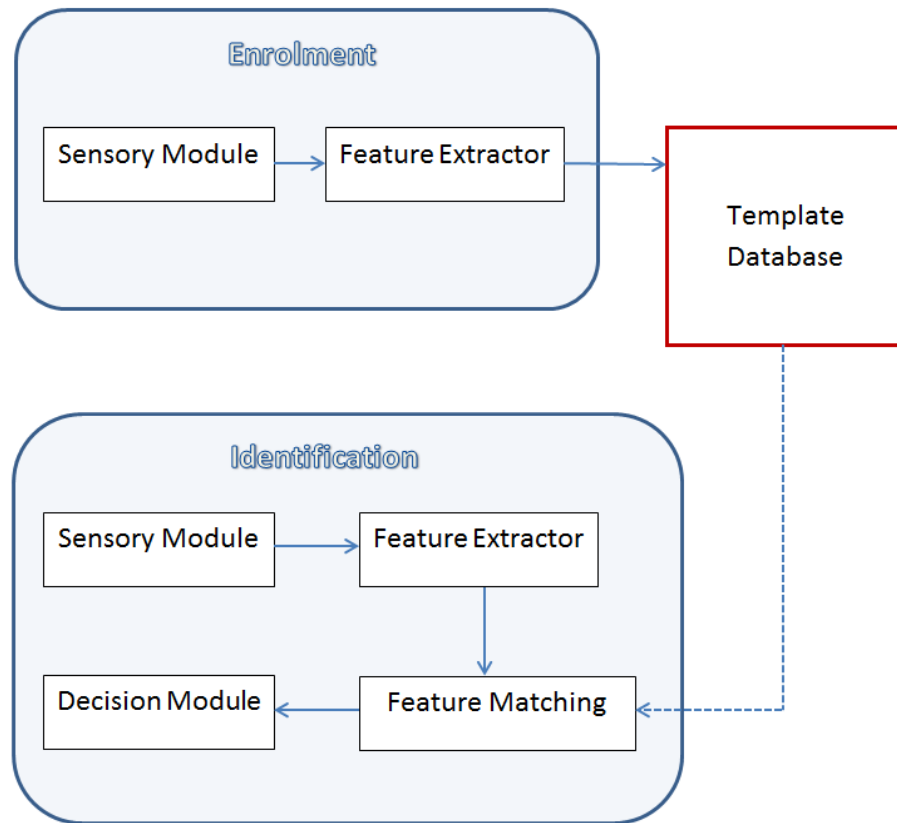 Enrolment
Sensory Module
Feature Extractor
Template
Database
Identification
Sensory Module
Feature Extractor
Decision Module
Feature Matching